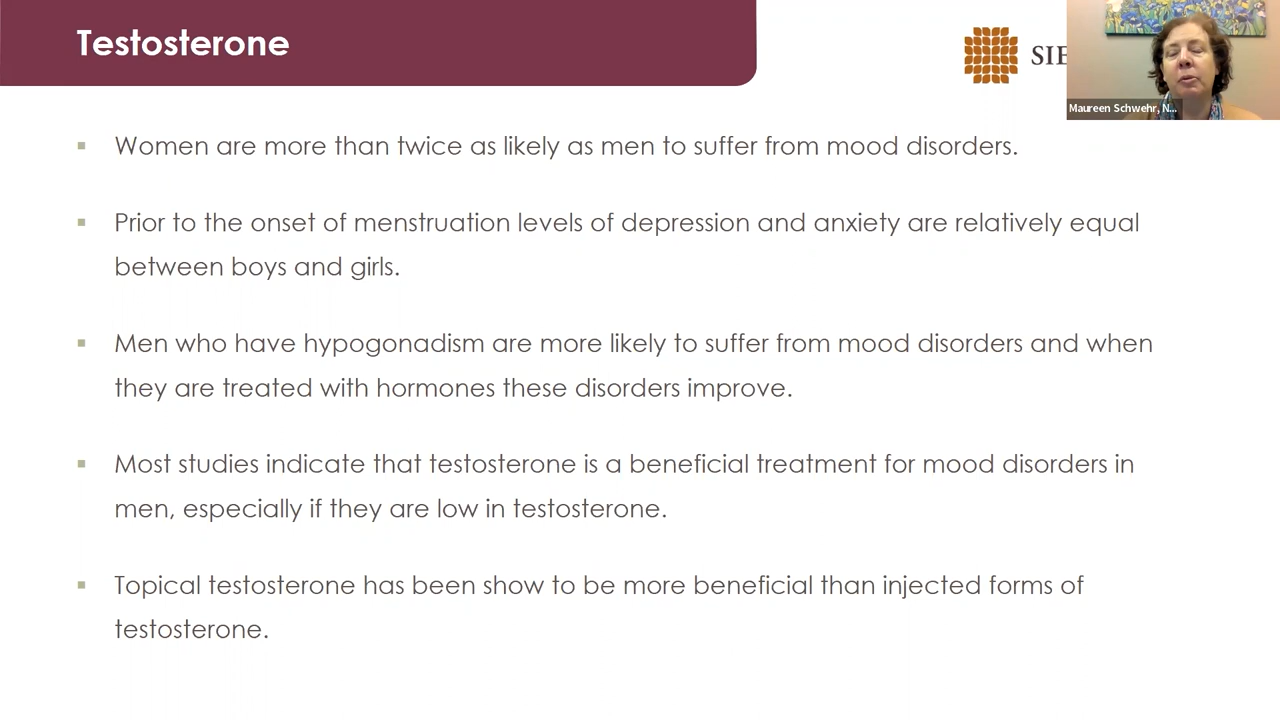 Testosterone
SIE
Maureen Schwehr, N...
Women are more than twice as likely as men to suffer from mood disorders.
Prior to the onset of menstruation levels of depression and anxiety are relatively equal
between boys and girls.
Men who have hypogonadism are more likely to suffer from mood disorders and when
they are treated with hormones these disorders improve.
Most studies indicate that testosterone is a beneficial treatment for mood disorders in
men, especially if they are low in testosterone.
Topical testosterone has been show to be more beneficial than injected forms of
testosterone.